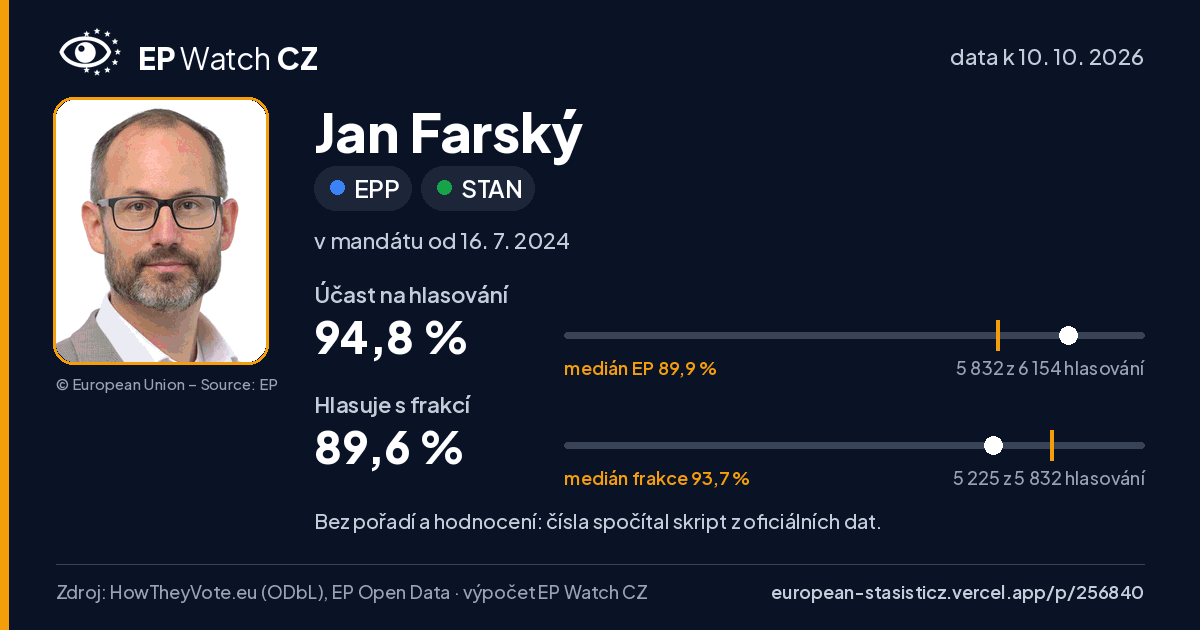 EP Watch CZ
data k 10. 10. 2026
Jan Farský
EPP STAN
v mandátu od 16. 7. 2024
Účast na hlasování
94,8 %
medián EP 89,9 %
5 832 z 6 154 hlasování
© European Union – Source: EP
Hlasuje s frakcí
89,6 %
medián frakce 93,7 %
5 225 z 5 832 hlasování
Bez pořadí a hodnocení: čísla spočítal skript z oficiálních dat.
Zdroj: HowTheyVote.eu (ODbL), EP Open Data · výpočet EP Watch CZ
european-stasisticz.vercel.app/p/256840